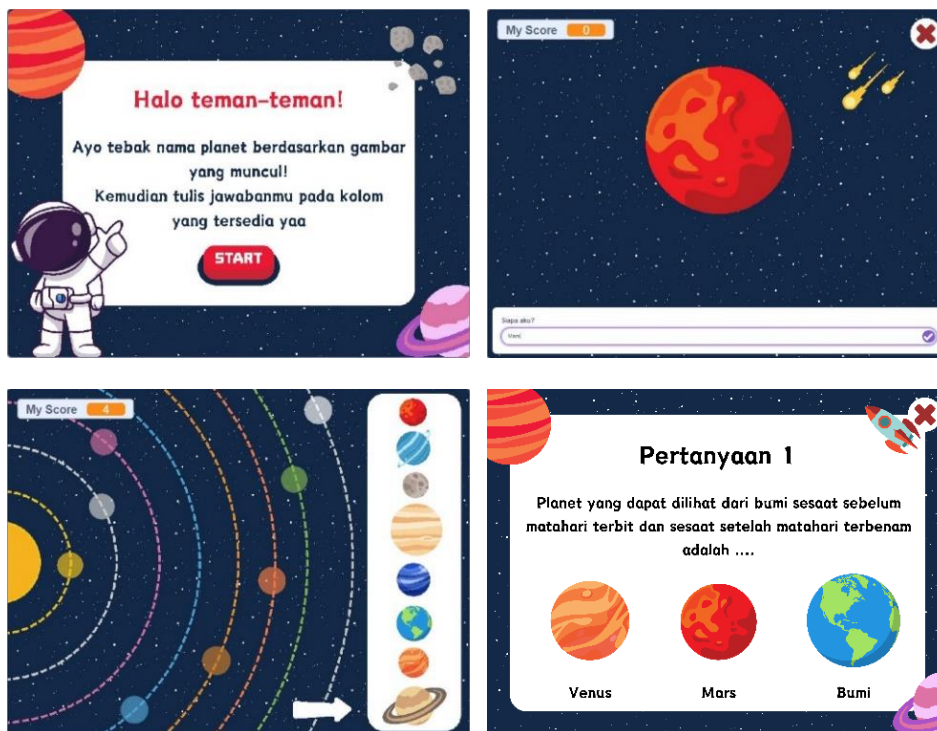 Halo teman-teman!
Ayo tebak nama planet berdasarkan gambar
yang muncul!
Kemudian tulis jawabanmu pada kolom
yang tersedia yaa
START
My Score 0
Siapa aku?
My Score 4
Pertanyaan 1
Planet yang dapat dilihat dari bumi sesaat sebelum
matahari terbit dan sesaat setelah matahari terbenam
adalah ....
Venus Mars Bumi